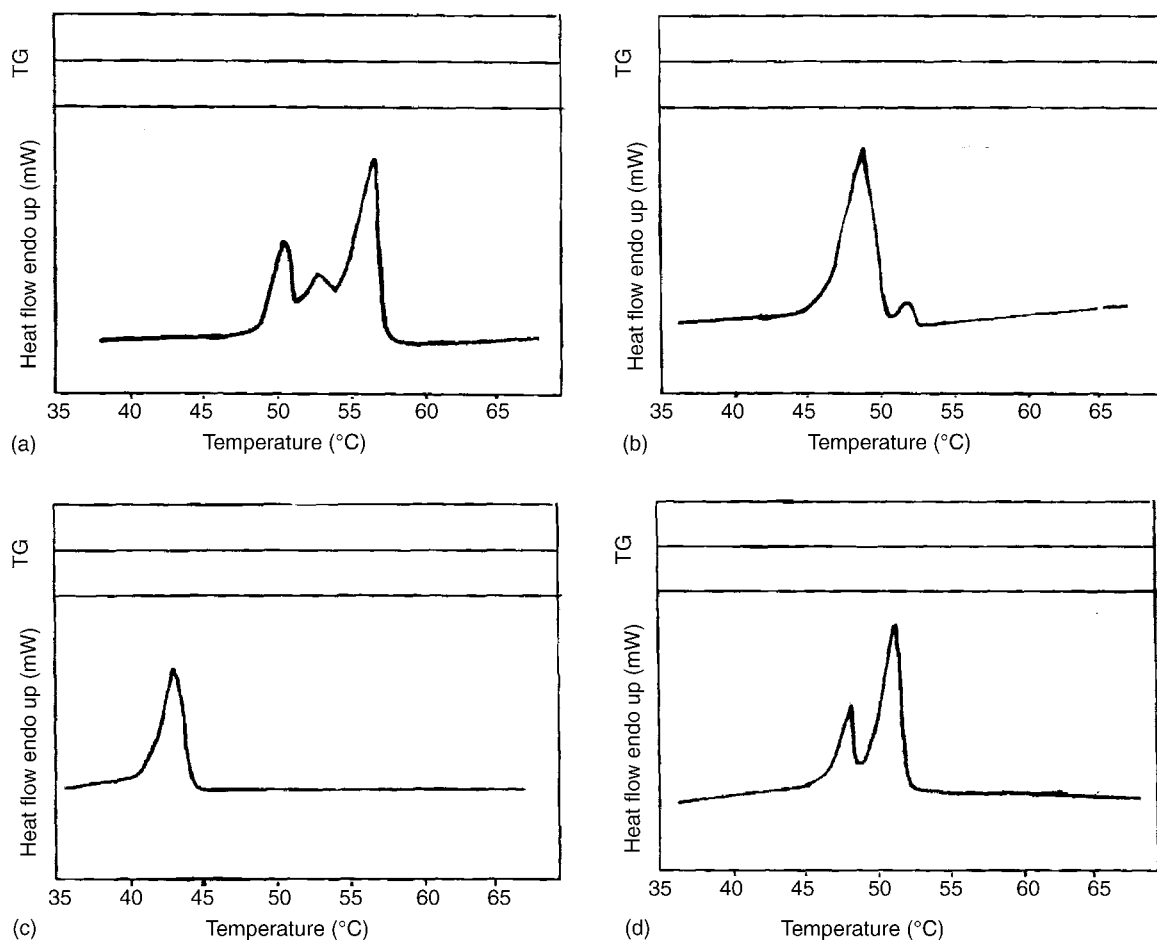 TG
Heat flow endo up (mW)
35 40 45 50 55 60 65
(a) Temperature (°C)
TG
Heat flow endo up (mW)
35 40 45 50 55 60 65
(b) Temperature (°C)
TG
Heat flow endo up (mW)
35 40 45 50 55 60 65
(c) Temperature (°C)
TG
Heat flow endo up (mW)
35 40 45 50 55 60 65
(d) Temperature (°C)